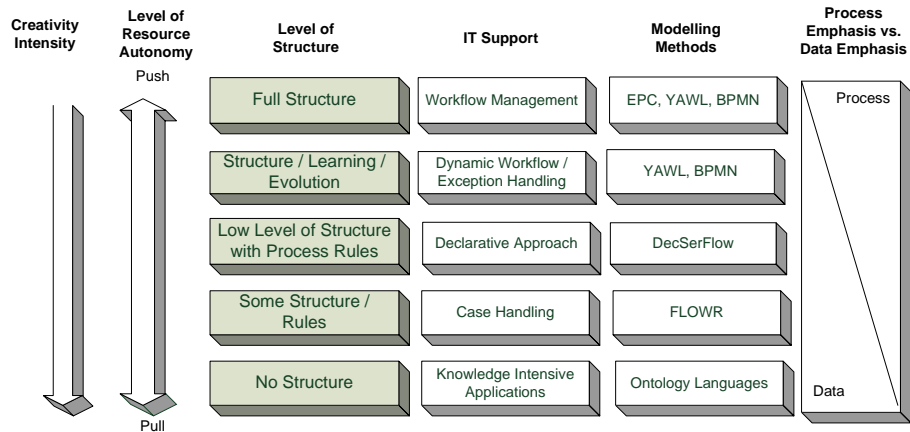 Creativity
Intensity
Level of
Resource
Autonomy
Level of
Structure
IT Support
Modelling
Methods
Process
Emphasis vs.
Data Emphasis
Push
Full Structure
Workflow Management
EPC, YAWL, BPMN
Process
Structure / Learning /
Evolution
Dynamic Workflow /
Exception Handling
YAWL, BPMN
Low Level of Structure
with Process Rules
Declarative Approach
DecSerFlow
Some Structure /
Rules
Case Handling
FLOWR
No Structure
Knowledge Intensive
Applications
Ontology Languages
Data
Pull